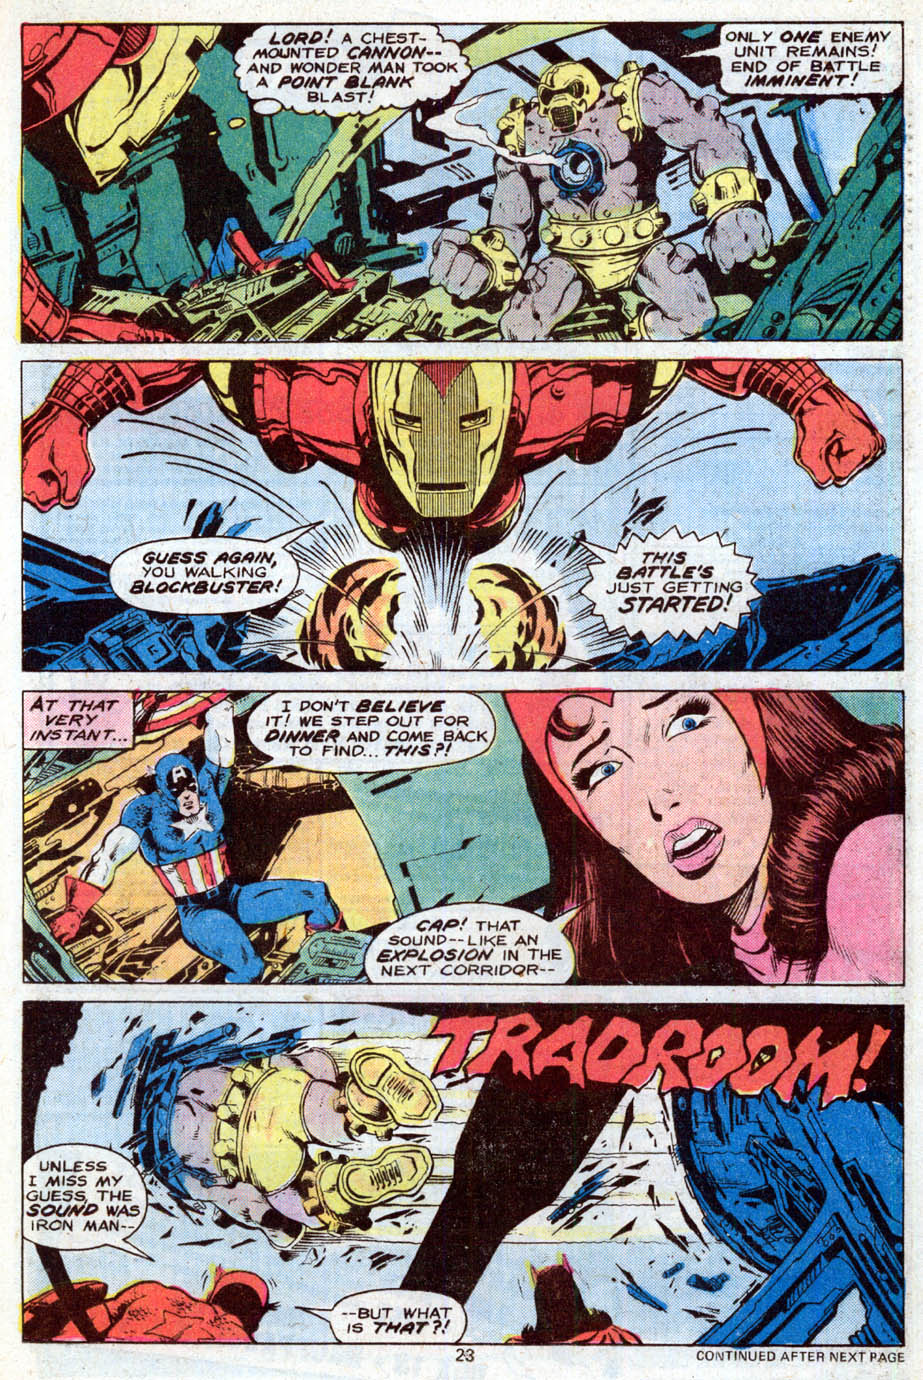 LORD! A CHEST-
MOUNTED CANNON--
AND WONDER MAN TOOK
A POINT BLANK
BLAST!
ONLY ONE ENEMY
UNIT REMAINS!
END OF BATTLE
IMMINENT!
GUESS AGAIN,
YOU WALKING
BLOCKBUSTER!
THIS
BATTLE'S
JUST GETTING
STARTED!
AT THAT
VERY
INSTANT...
I DON'T BELIEVE
IT! WE STEP OUT FOR
DINNER AND COME BACK
TO FIND... THIS?!
A
CAP! THAT
SOUND--LIKE AN
EXPLOSION IN THE
NEXT CORRIDOR--
TRADROOM!
UNLESS
I MISS MY
GUESS, THE
SOUND WAS
IRON MAN--
--BUT WHAT
IS THAT?!
23
CONTINUED AFTER NEXT PAGE